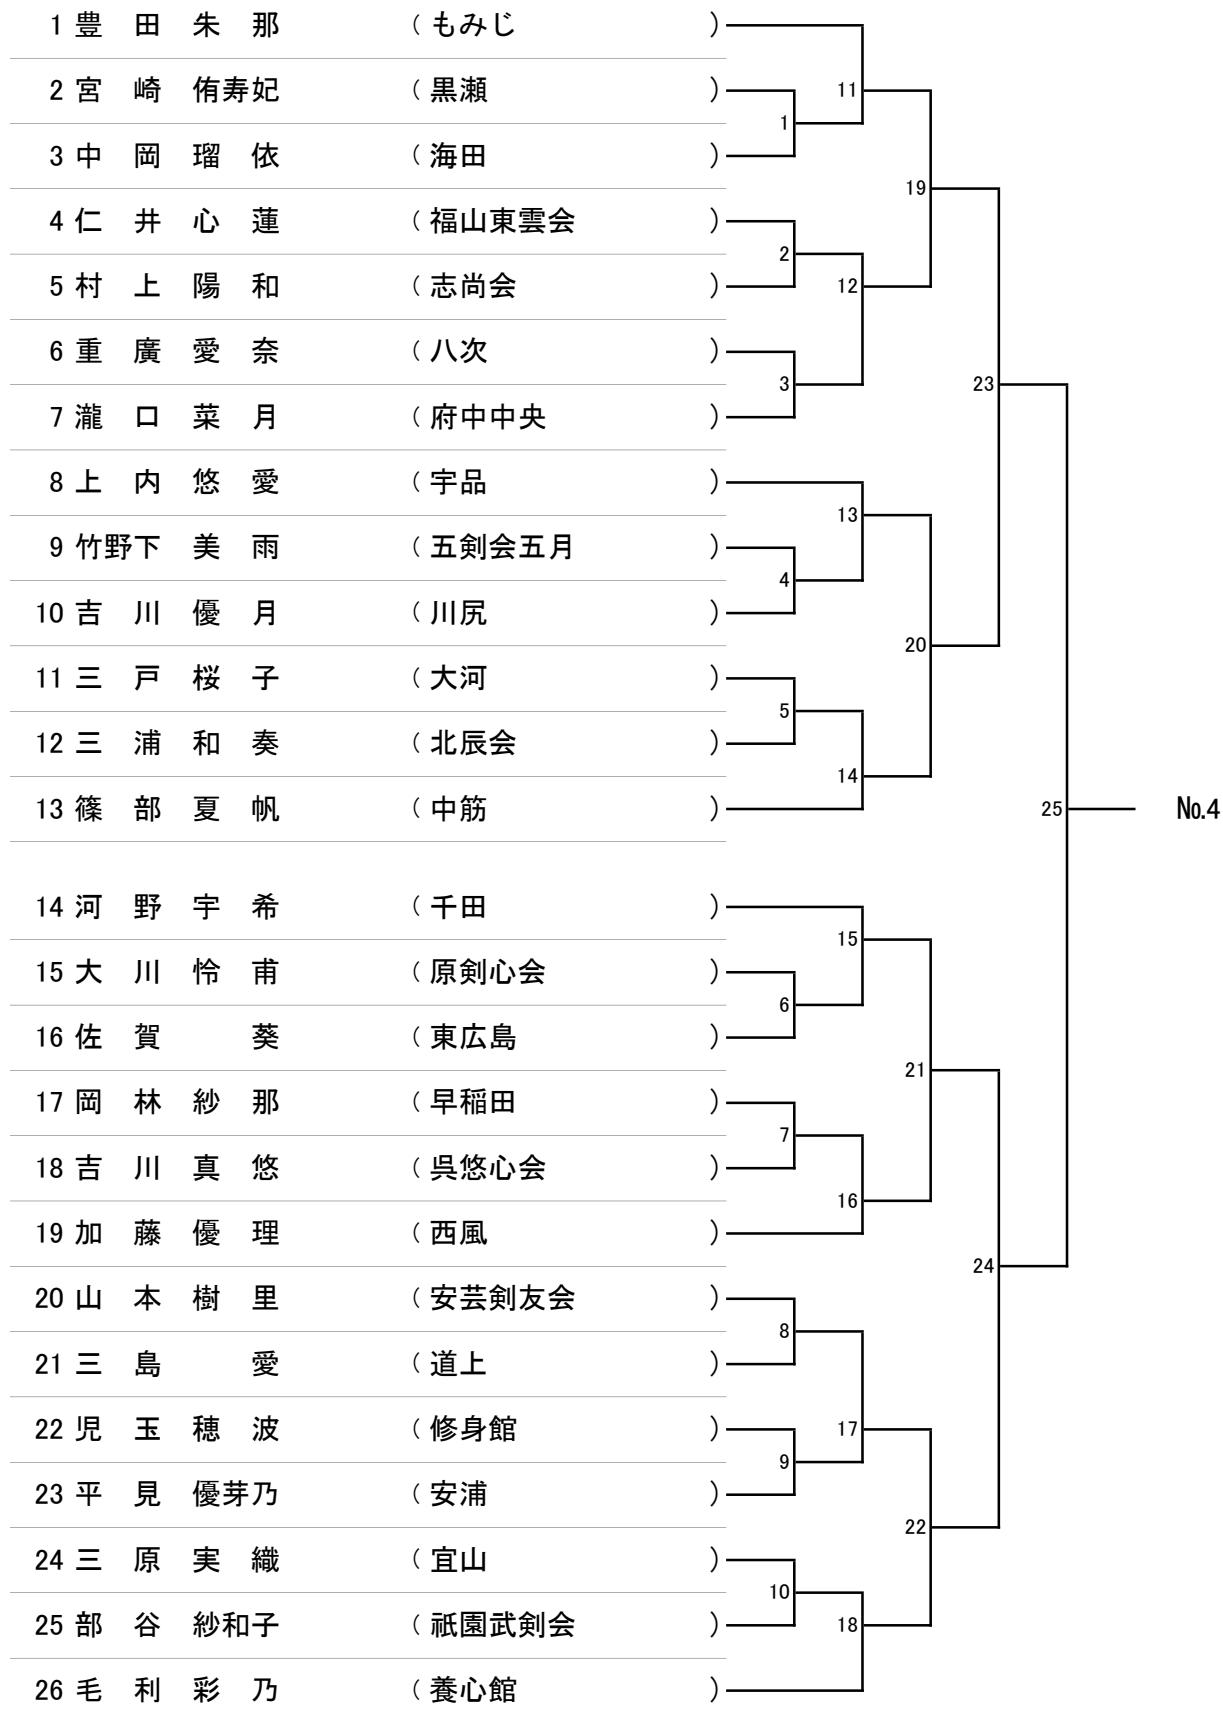 1 豊 田 朱 那 （ もみじ ）
2 宮 崎 侑寿妃 （ 黒瀬 ） 11
1
3 中 岡 瑠 依 （ 海田 ）
19
4 仁 井 心 蓮 （ 福山東雲会 ）
2
5 村 上 陽 和 （ 志尚会 ） 12
6 重 廣 愛 奈 （ 八次 ）
3 23
7 瀧 口 菜 月 （ 府中中央 ）
8 上 内 悠 愛 （ 宇品 ）
13
9 竹野下 美 雨 （ 五剣会五月 ）
4
10 吉 川 優 月 （ 川尻 ）
20
11 三 戸 桜 子 （ 大河 ）
5
12 三 浦 和 奏 （ 北辰会 ）
14
13 篠 部 夏 帆 （ 中筋 ） 25 №4
14 河 野 宇 希 （ 千田 ）
15
15 大 川 怜 甫 （ 原剣心会 ）
6
16 佐 賀 葵 （ 東広島 ）
21
17 岡 林 紗 那 （ 早稲田 ）
7
18 吉 川 真 悠 （ 呉悠心会 ）
16
19 加 藤 優 理 （ 西風 ）
24
20 山 本 樹 里 （ 安芸剣友会 ）
8
21 三 島 愛 （ 道上 ）
22 児 玉 穂 波 （ 修身館 ） 17
9
23 平 見 優芽乃 （ 安浦 ）
22
24 三 原 実 織 （ 宜山 ）
10
25 部 谷 紗和子 （ 祇園武剣会 ） 18
26 毛 利 彩 乃 （ 養心館 ）